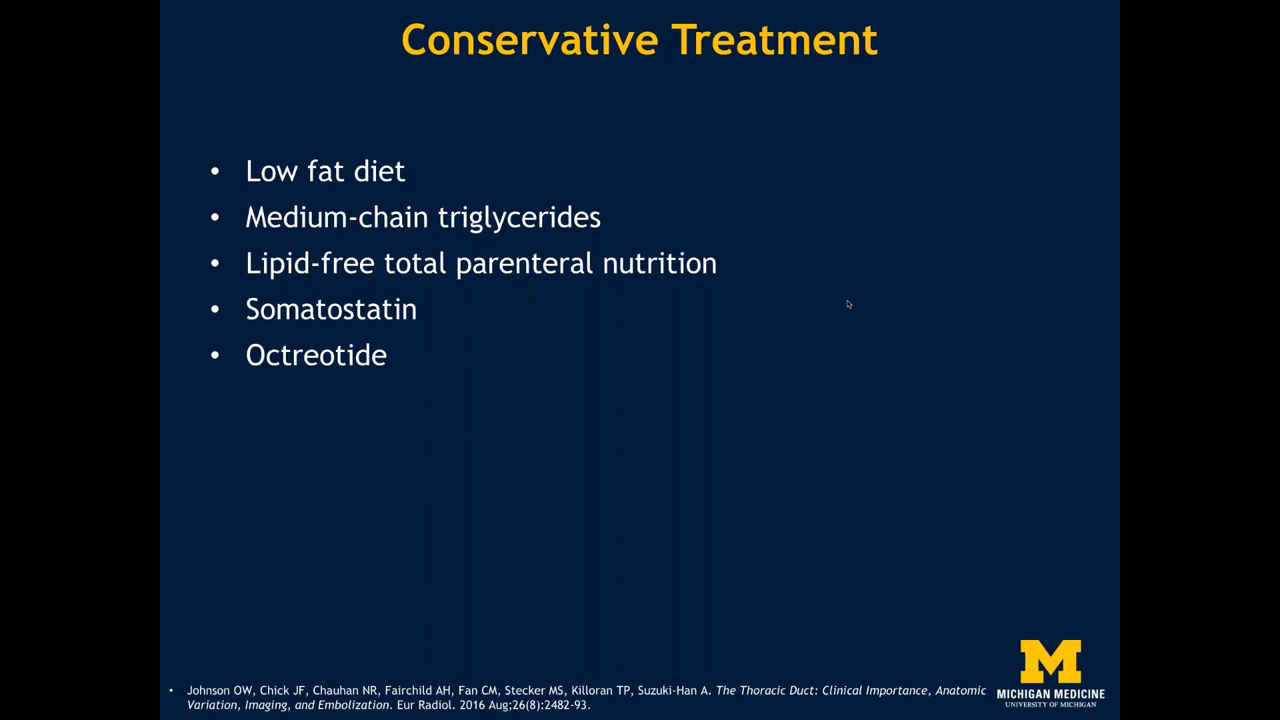 Conservative Treatment
• Low fat diet
• Medium-chain triglycerides
• Lipid-free total parenteral nutrition
• Somatostatin
• Octreotide
• Johnson OW, Chick JF, Chauhan NR, Fairchild AH, Fan CM, Stecker MS, Killoran TP, Suzuki-Han A. The Thoracic Duct: Clinical Importance, Anatomic
Variation, Imaging, and Embolization. Eur Radiol. 2016 Aug;26(8):2482-93.
M
MICHIGAN MEDICINE
UNIVERSITY OF MICHIGAN